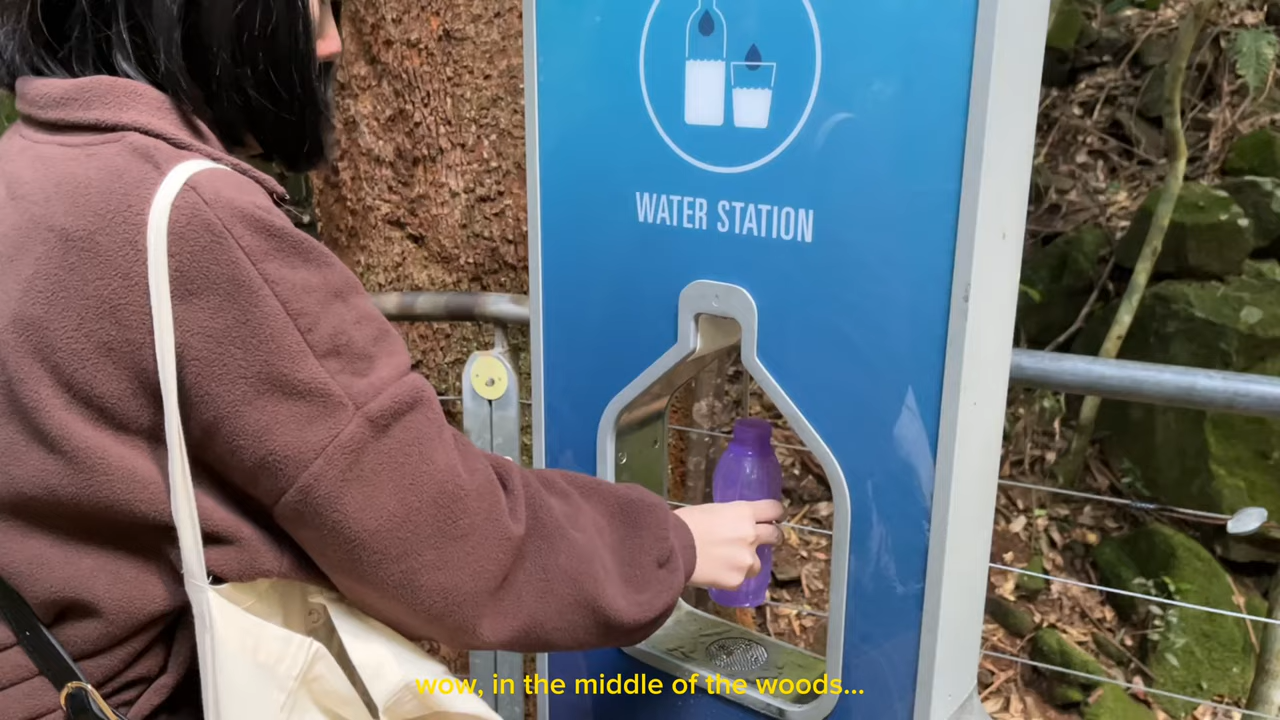 WATER STATION
wow, in the middle of the woods...